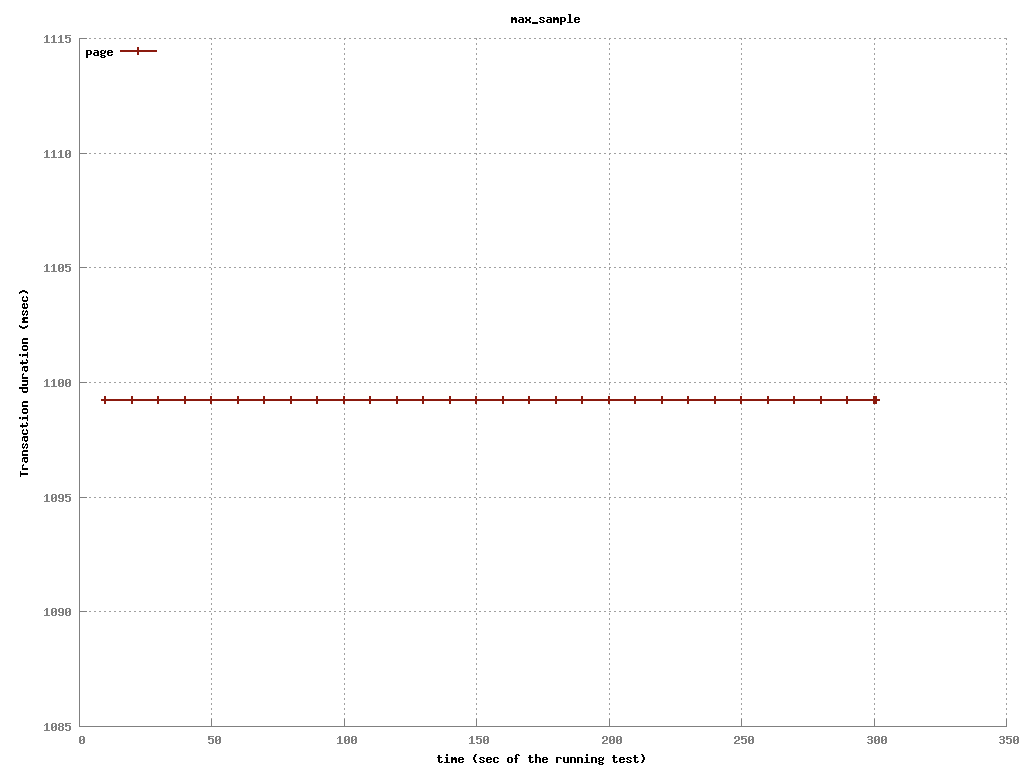 max_sample
page
1115
1110
1105
1100
1095
1090
1085
Transaction duration (msec)
0 50 100 150 200 250 300 350
time (sec of the running test)